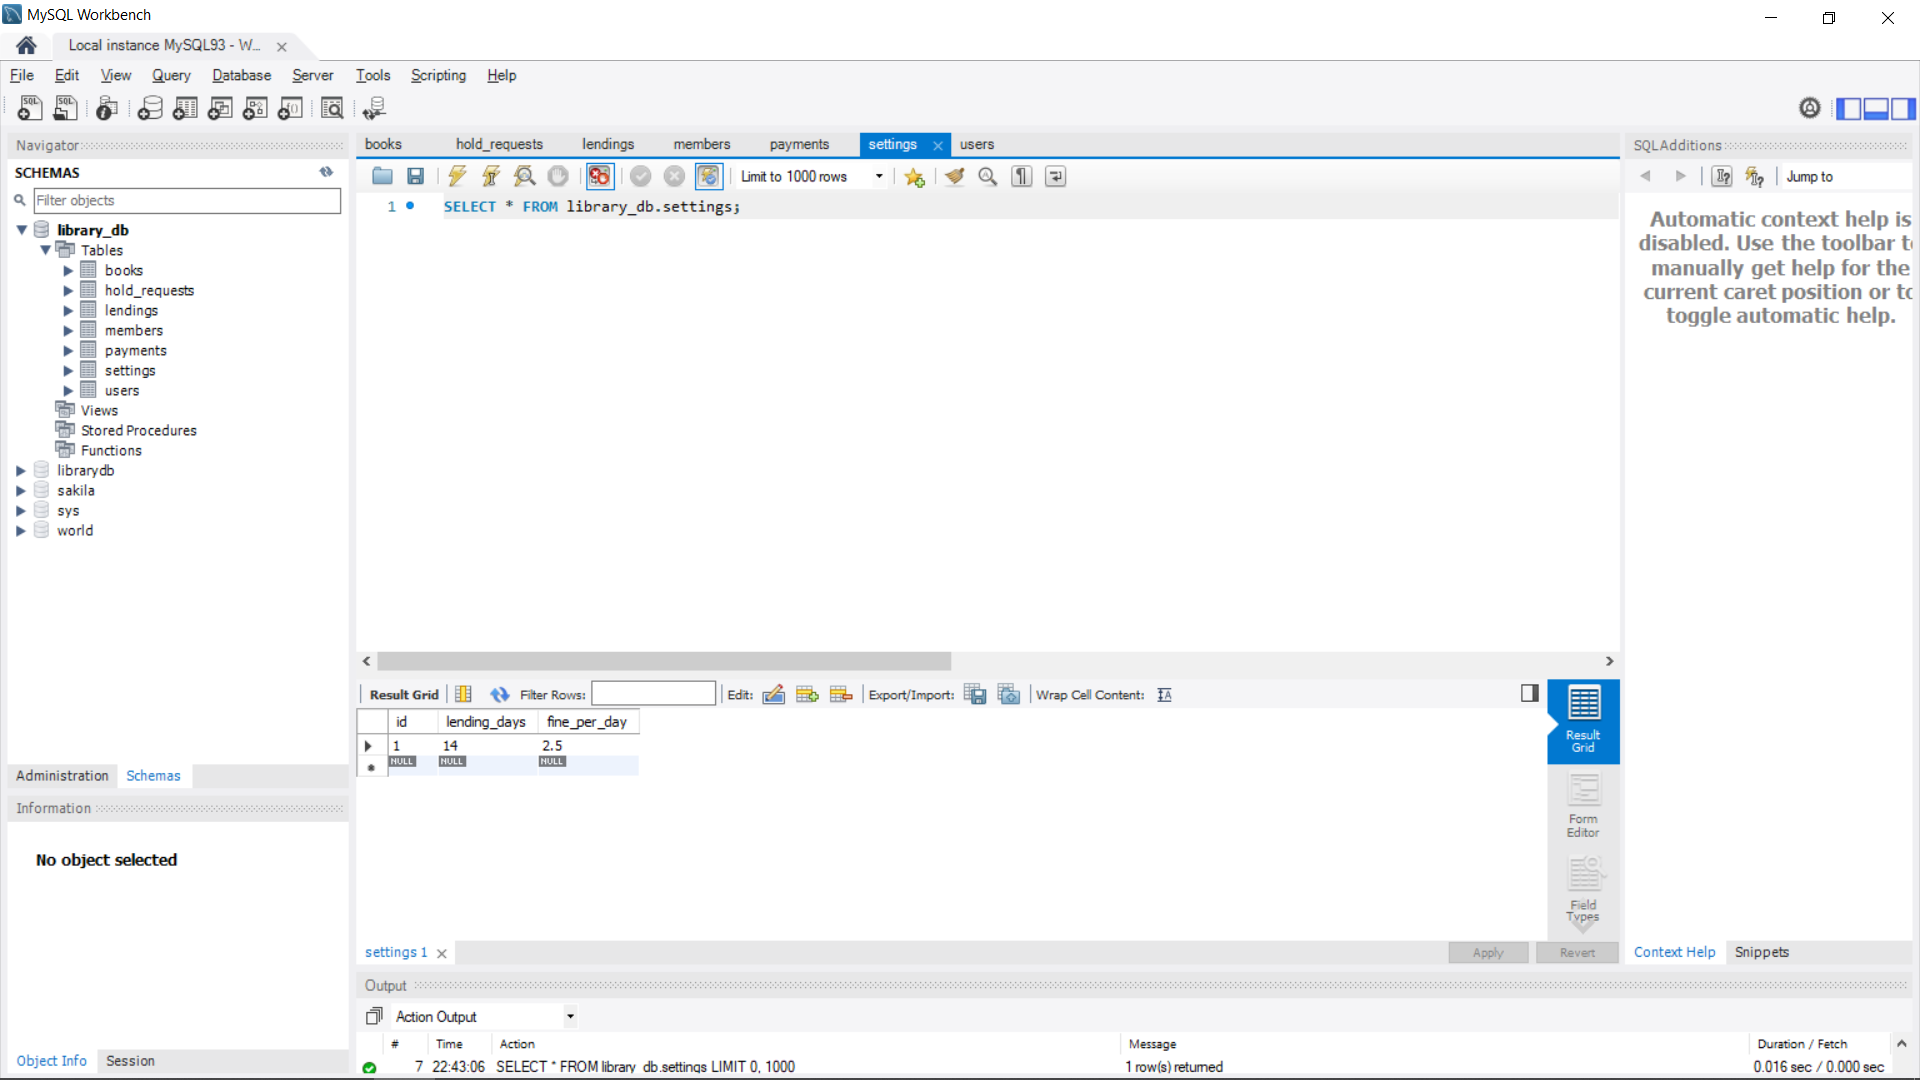 MySQL Workbench
Local instance MySQL93 - W...
File Edit View Query Database Server Tools Scripting Help
Navigator
SCHEMAS
Filter objects
library_db
Tables
books
hold_requests
lendings
members
payments
settings
users
Views
Stored Procedures
Functions
librarydb
sakila
sys
world
Administration Schemas
Information
No object selected
Object Info Session
books hold_requests lendings members payments settings users
Limit to 1000 rows
1 SELECT * FROM library_db.settings;
Result Grid Filter Rows: Edit: Export/Import: Wrap Cell Content:
id lending_days fine_per_day
1 14 2.5
NULL NULL NULL
Result
Grid
Form
Editor
Field
Types
settings 1 Apply Revert
Output
Action Output
# Time Action Message Duration / Fetch
7 22:43:06 SELECT * FROM library_db.settings LIMIT 0, 1000 1 row(s) returned 0.016 sec / 0.000 sec
SQLAdditions
Jump to
Automatic context help is
disabled. Use the toolbar t
manually get help for the
current caret position or to
toggle automatic help.
Context Help Snippets